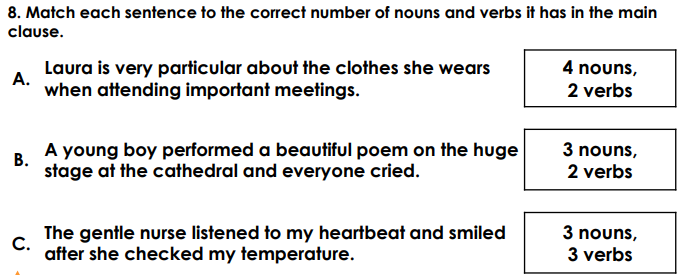 8. Match each sentence to the correct number of nouns and verbs it has in the main
clause.
A. Laura is very particular about the clothes she wears
when attending important meetings.
4 nouns,
2 verbs
B. A young boy performed a beautiful poem on the huge
stage at the cathedral and everyone cried.
3 nouns,
2 verbs
C. The gentle nurse listened to my heartbeat and smiled
after she checked my temperature.
3 nouns,
3 verbs